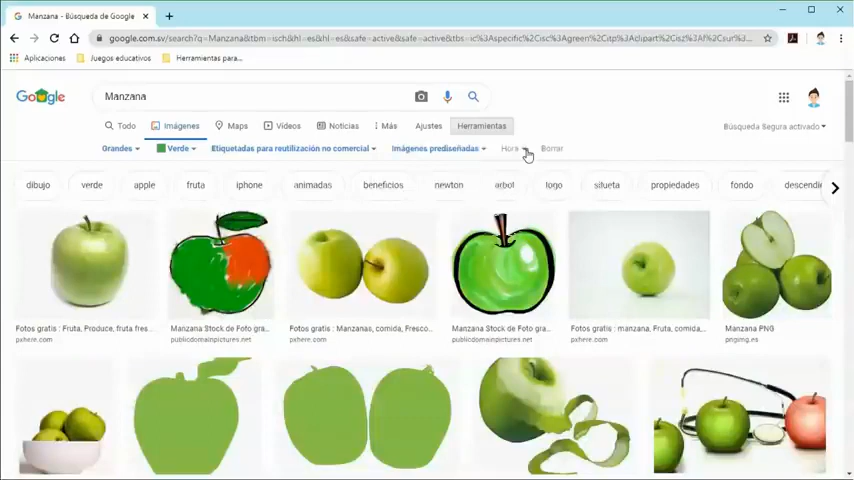 Manzana - Búsqueda de Google
google.com.sv/search?q=Manzana&tbm=isch&hl=es&safe=active&safe=active&tbs=ic%3Aspecific%2Cisc%3Agreen%2Citp%3Aclipart%2Cisz%3Al%2Csur...
Aplicaciones Juegos educativos Herramientas para...
Google Manzana
Todo Imágenes Maps Vídeos Noticias Más Ajustes Herramientas Búsqueda Segura activado
Grandes Verde Etiquetadas para reutilización no comercial Imágenes prediseñadas Hora Borrar
dibujo verde apple fruta iphone animadas beneficios newton arbol logo silueta propiedades fondo descendie
Fotos gratis : Fruta, Produce, fruta fres... Manzana Stock de Foto gra... Fotos gratis : Manzanas, comida, Fresco... Manzana Stock de Foto gra... Fotos gratis : manzana, Fruta, comida,... Manzana PNG
pxhere.com publicdomainpictures.net pxhere.com publicdomainpictures.net pxhere.com pngimg.es